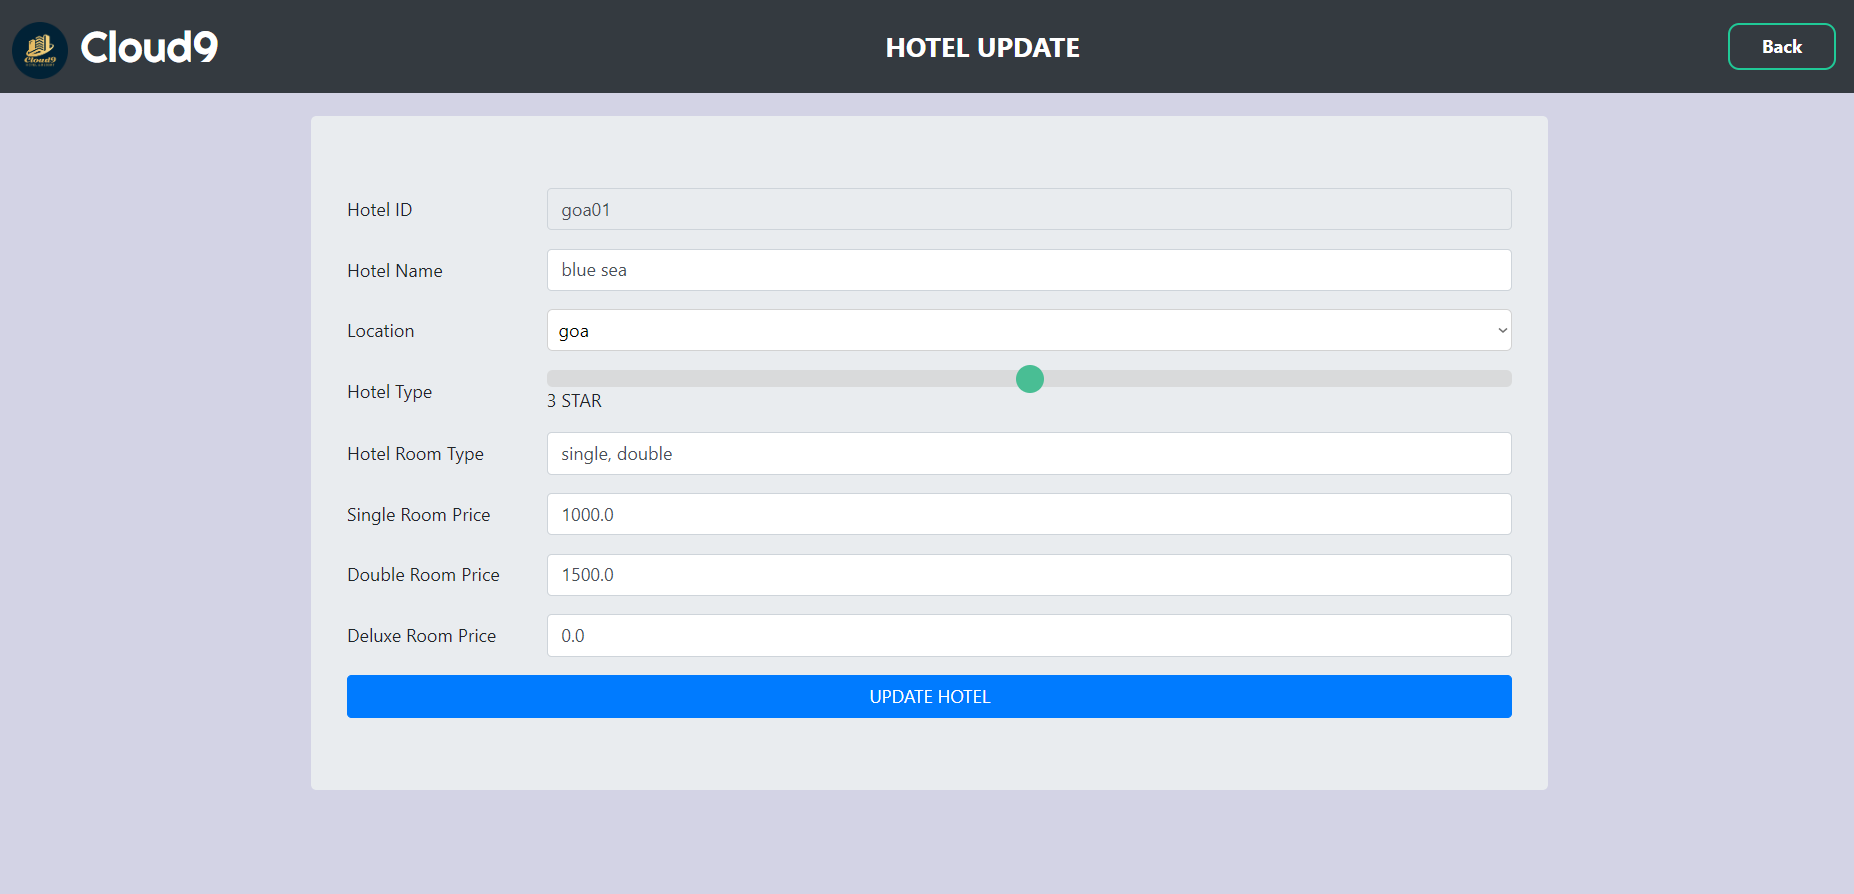 Cloud9
Cloud9
HOTEL UPDATE
Back
Hotel ID
goa01
Hotel Name
blue sea
Location
goa
Hotel Type
3 STAR
Hotel Room Type
single, double
Single Room Price
1000.0
Double Room Price
1500.0
Deluxe Room Price
0.0
UPDATE HOTEL